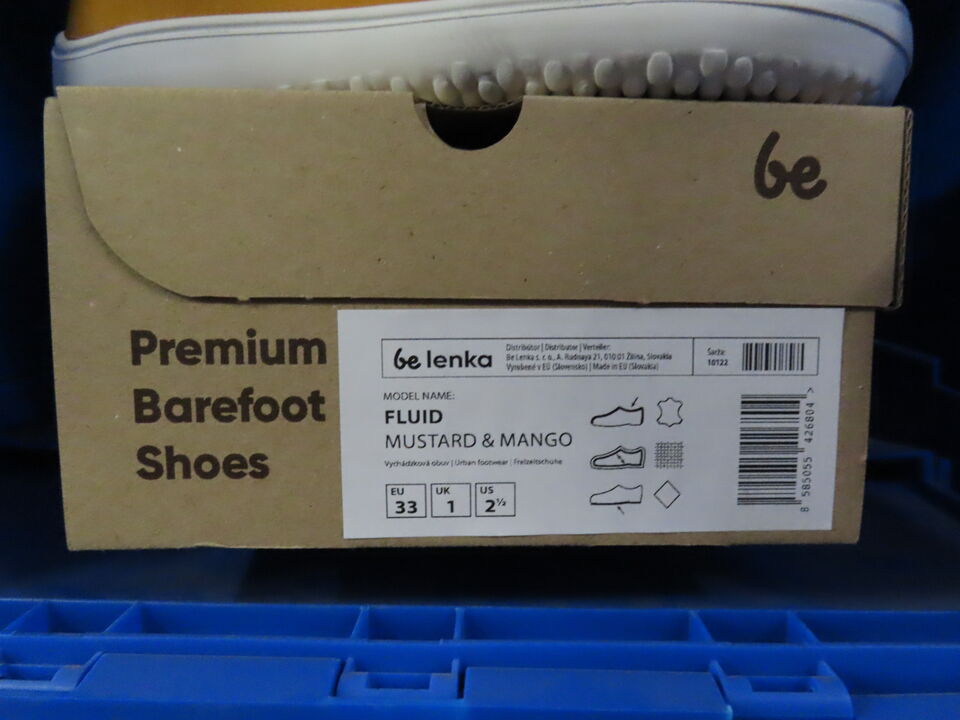 be
Premium
Barefoot
Shoes
be lenka
Distribútor | Distributor | Verteiler:
Be Lenka s. r. o., A. Rudnaya 21, 010 01 Žilina, Slovakia
Vyrobené v EÚ (Slovensko) | Made in EU (Slovakia)
Šarža:
10122
MODEL NAME:
FLUID
MUSTARD & MANGO
Vychádzková obuv | Urban footwear | Freizeitschuhe
EU
33
UK
1
US
2½
8 585055 426804 >